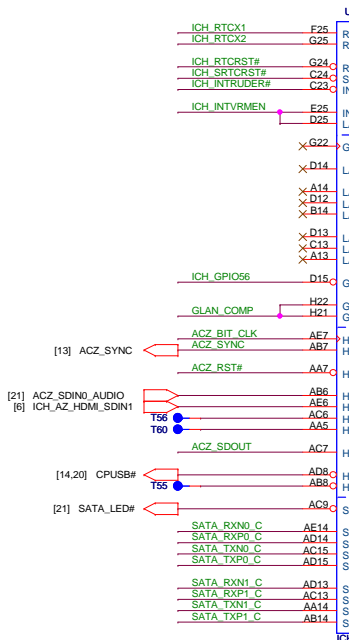 U
ICH_RTCX1 F25 R
ICH_RTCX2 G25 R
ICH_RTCRST# G24 R
ICH_SRTCRST# C24 S
ICH_INTRUDER# C23 IN
ICH_INTVRMEN E25 IN
D25 L
G22 G
D14 L
A14 L
D12 L
B14 L
D13 L
C13 L
A13 L
ICH_GPIO56 D15 G
H22 G
GLAN_COMP H21 G
ACZ_BIT_CLK AE7 H
[13] ACZ_SYNC ACZ_SYNC AB7 H
ACZ_RST# AA7 H
[21] ACZ_SDIN0_AUDIO AB6 H
[6] ICH_AZ_HDMI_SDIN1 AE6 H
T56 AC6 H
T60 AA5 H
ACZ_SDOUT AC7 H
[14,20] CPUSB# AD8 H
T55 AB8 H
[21] SATA_LED# AC9 S
SATA_RXN0_C AE14 S
SATA_RXP0_C AD14 S
SATA_TXN0_C AC15 S
SATA_TXP0_C AD15 S
SATA_RXN1_C AD13 S
SATA_RXP1_C AC13 S
SATA_TXN1_C AA14 S
SATA_TXP1_C AB14 S
ICH